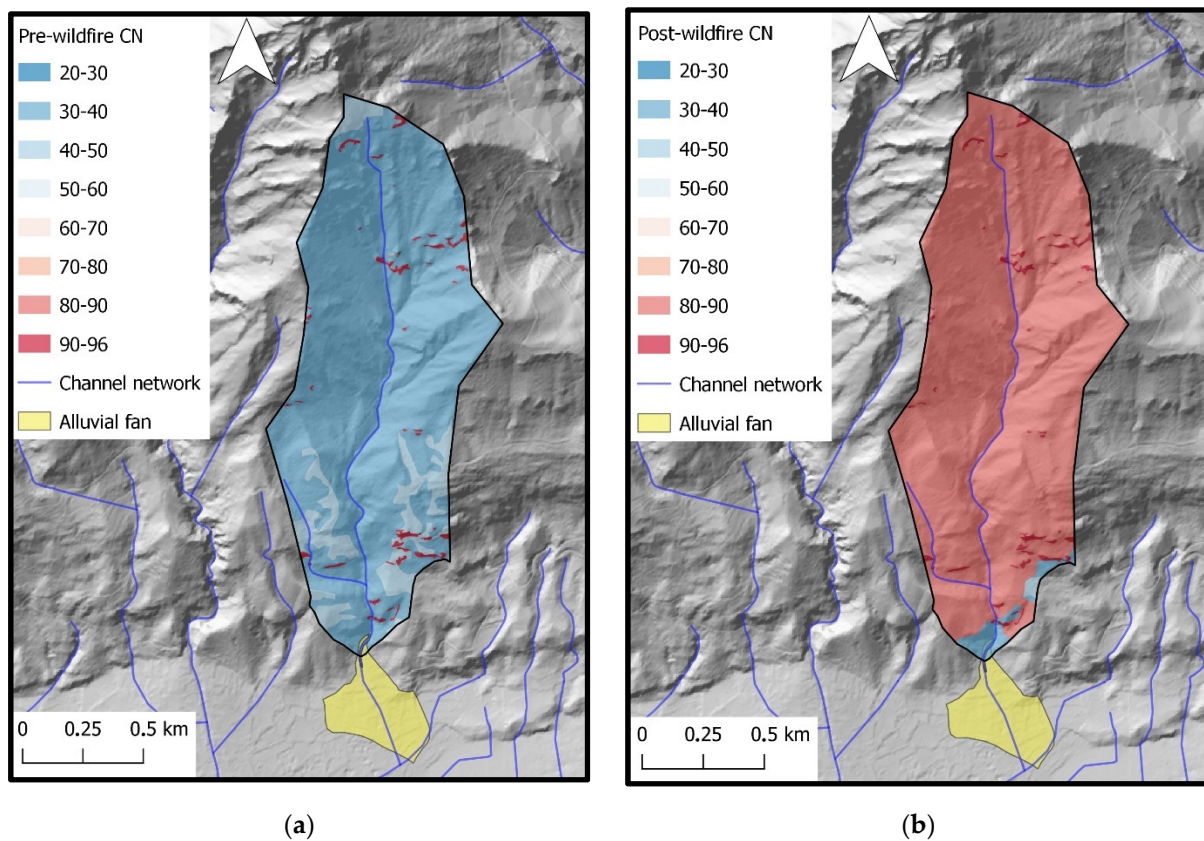 Pre-wildfire CN
20-30
30-40
40-50
50-60
60-70
70-80
80-90
90-96
Channel network
Alluvial fan
0 0.25 0.5 km
(a)
Post-wildfire CN
20-30
30-40
40-50
50-60
60-70
70-80
80-90
90-96
Channel network
Alluvial fan
0 0.25 0.5 km
(b)